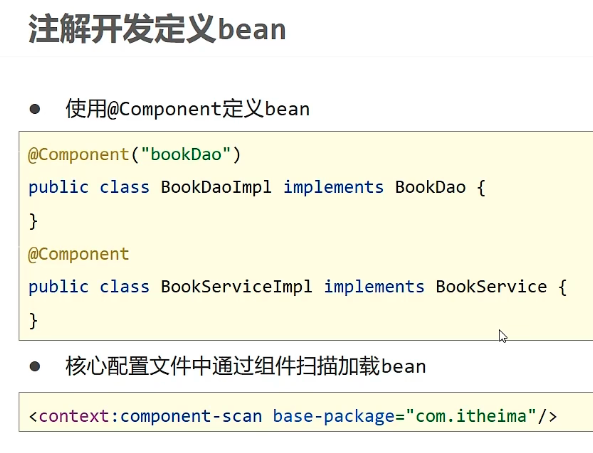 注解开发定义bean
● 使用@Component定义bean
@Component("bookDao")
public class BookDaoImpl implements BookDao {
}
@Component
public class BookServiceImpl implements BookService {
}
● 核心配置文件中通过组件扫描加载bean
<context:component-scan base-package="com.itheima"/>